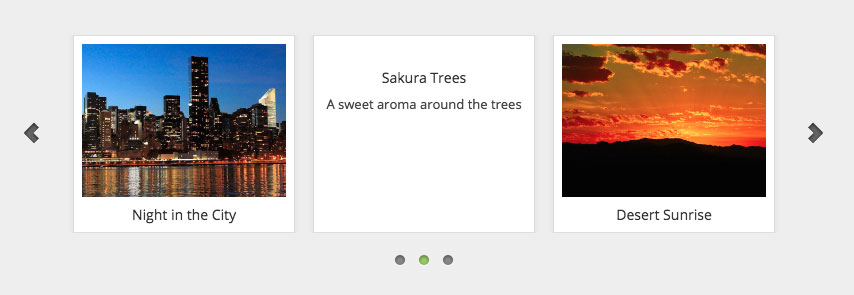 Sakura Trees
A sweet aroma around the trees
Night in the City
Desert Sunrise